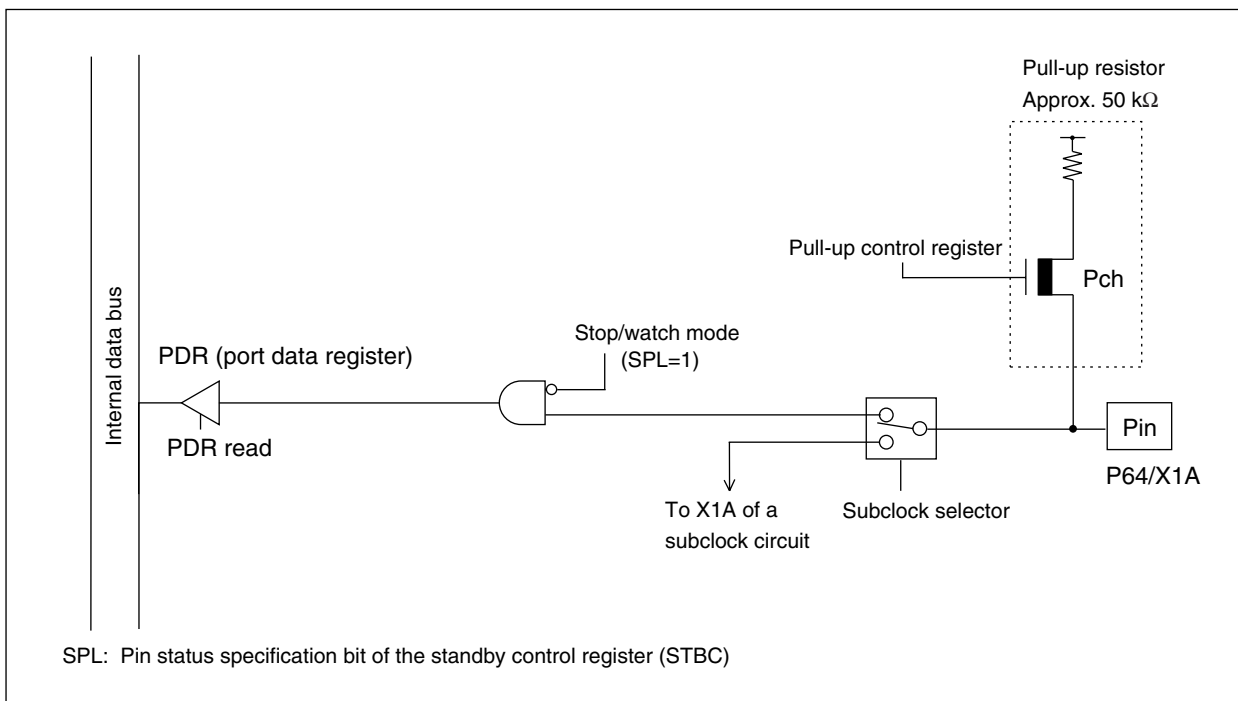 Pull-up resistor
Approx. 50 kΩ
Pull-up control register
Pch
Internal data bus
Stop/watch mode
(SPL=1)
PDR (port data register)
PDR read
Pin
P64/X1A
To X1A of a
subclock circuit
Subclock selector
SPL: Pin status specification bit of the standby control register (STBC)